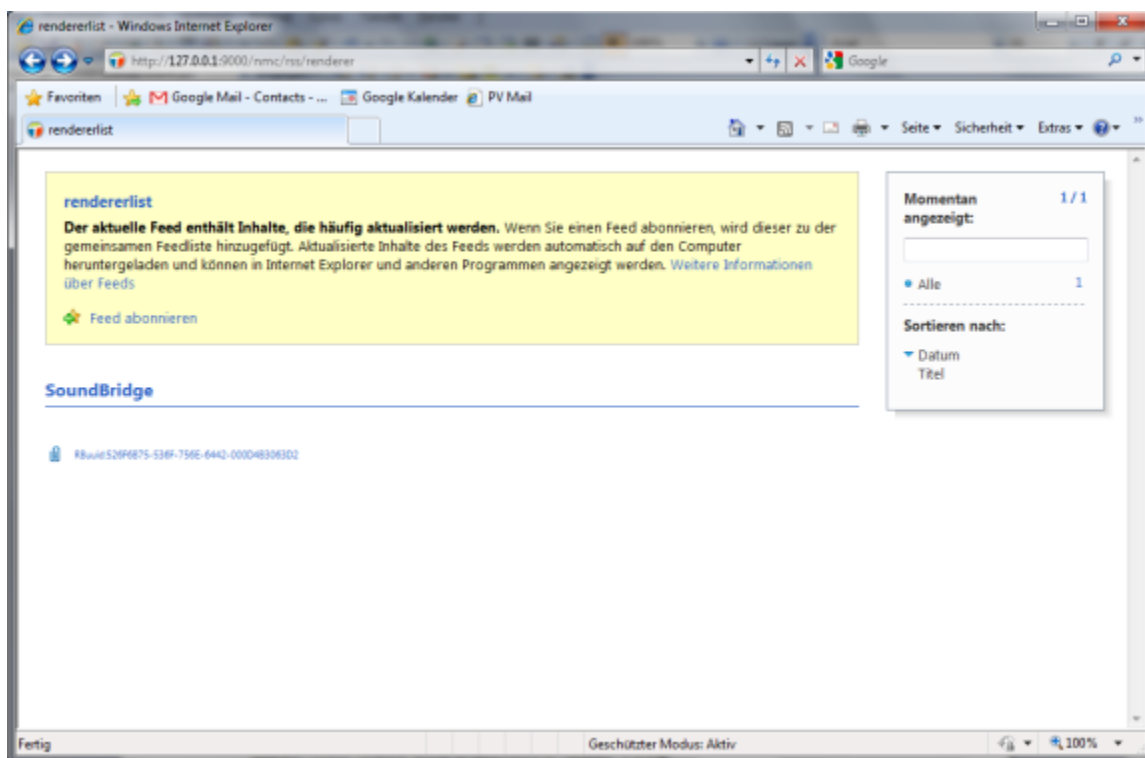 rendererlist - Windows Internet Explorer
http://127.0.0.1:9000/nmc/rss/renderer
Google
Favoriten
Google Mail - Contacts - ...
Google Kalender
PV Mail
rendererlist
Seite
Sicherheit
Extras
rendererlist
Der aktuelle Feed enthält Inhalte, die häufig aktualisiert werden. Wenn Sie einen Feed abonnieren, wird dieser zu der
gemeinsamen Feedliste hinzugefügt. Aktualisierte Inhalte des Feeds werden automatisch auf den Computer
heruntergeladen und können in Internet Explorer und anderen Programmen angezeigt werden. Weitere Informationen
über Feeds
Feed abonnieren
SoundBridge
Momentan 1 / 1
angezeigt:
Alle 1
Sortieren nach:
Datum
Titel
Fertig
Geschützter Modus: Aktiv
100%